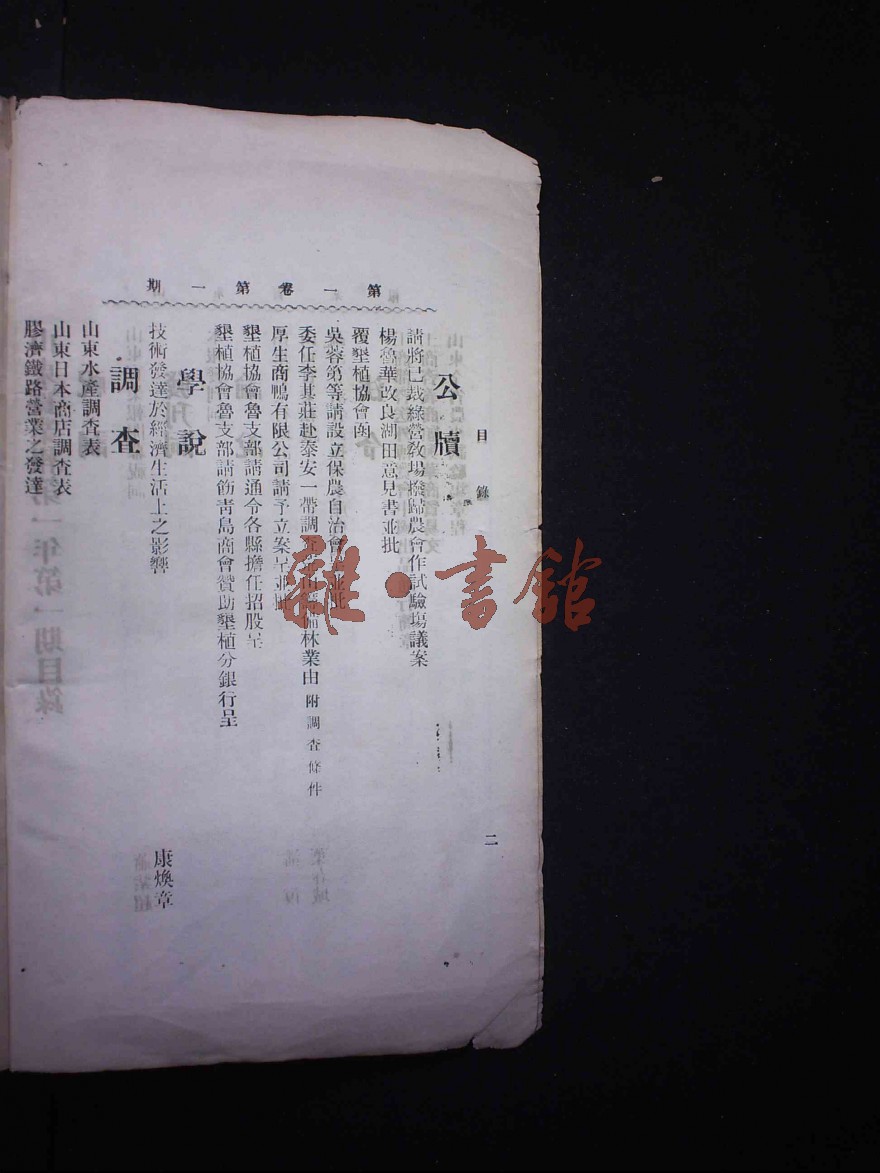 第一卷第一期
目錄
二
公牘
請將已裁綠營敎場撥歸農會作試驗塲議案
楊魯華改良湖田意見書並批
覆墾植協會函
吳蓉第等請設立保農自治會
委任李其莊赴泰安一帶調查 林業由 附調查條件
厚生商鴨有限公司請予立案呈並批
墾植協會魯支部請通令各縣擔任招股呈
墾植協會魯支部請飭靑島商會贊助墾植分銀行呈
學說
技術發達於經濟生活上之影響 康煥章
調查
山東水產調查表
山東日本商店調查表
膠濟鐵路營業之發達
雜·書館